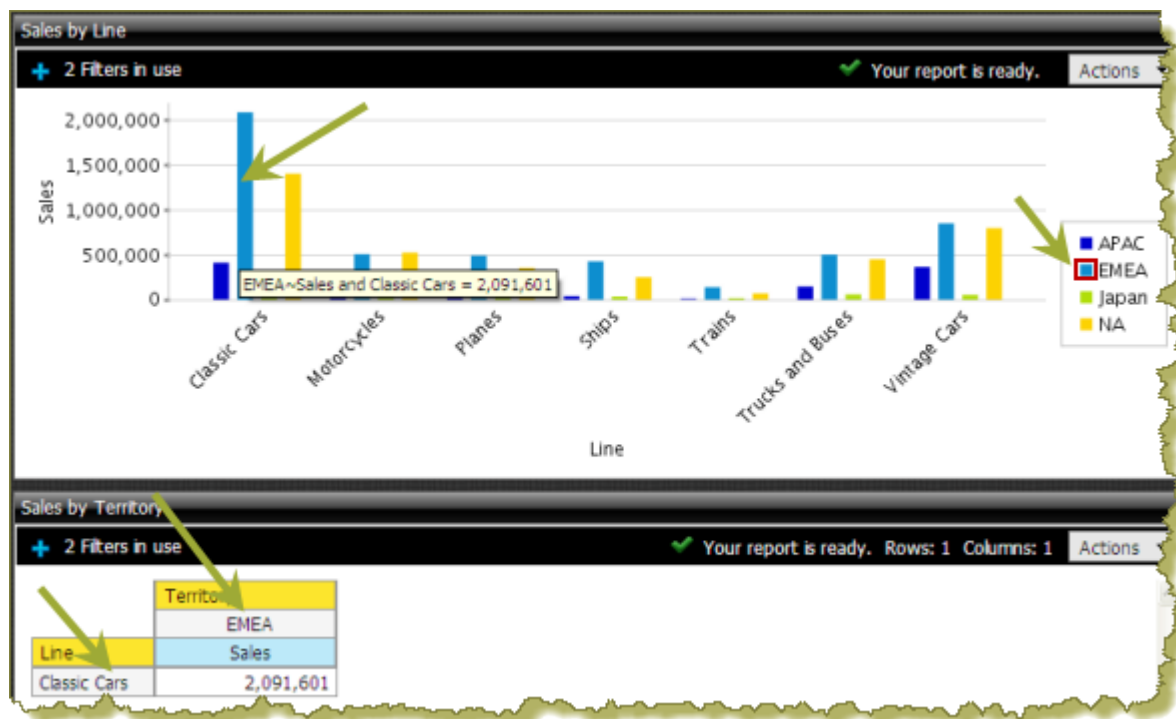 Sales by Line
2 Filters in use
Your report is ready.
Actions
2,000,000
1,500,000
1,000,000
500,000
0
Sales
EMEA~Sales and Classic Cars = 2,091,601
APAC
EMEA
Japan
NA
Classic Cars
Motorcycles
Planes
Ships
Trains
Trucks and Buses
Vintage Cars
Line
Sales by Territory
2 Filters in use
Your report is ready. Rows: 1 Columns: 1
Actions
Territory
EMEA
Line
Sales
Classic Cars
2,091,601